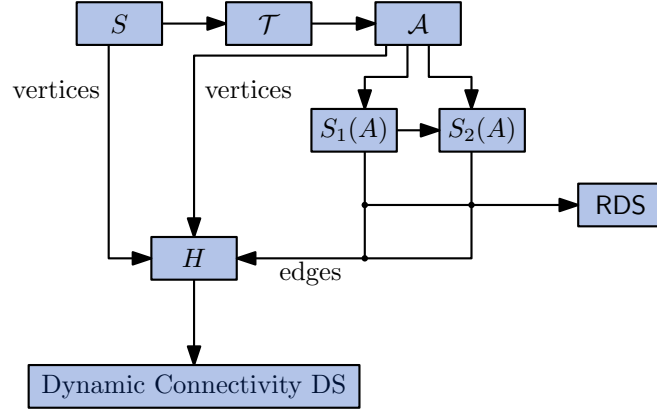 S
𝒯
𝒜
vertices
vertices
S₁(A)
S₂(A)
RDS
H
edges
Dynamic Connectivity DS